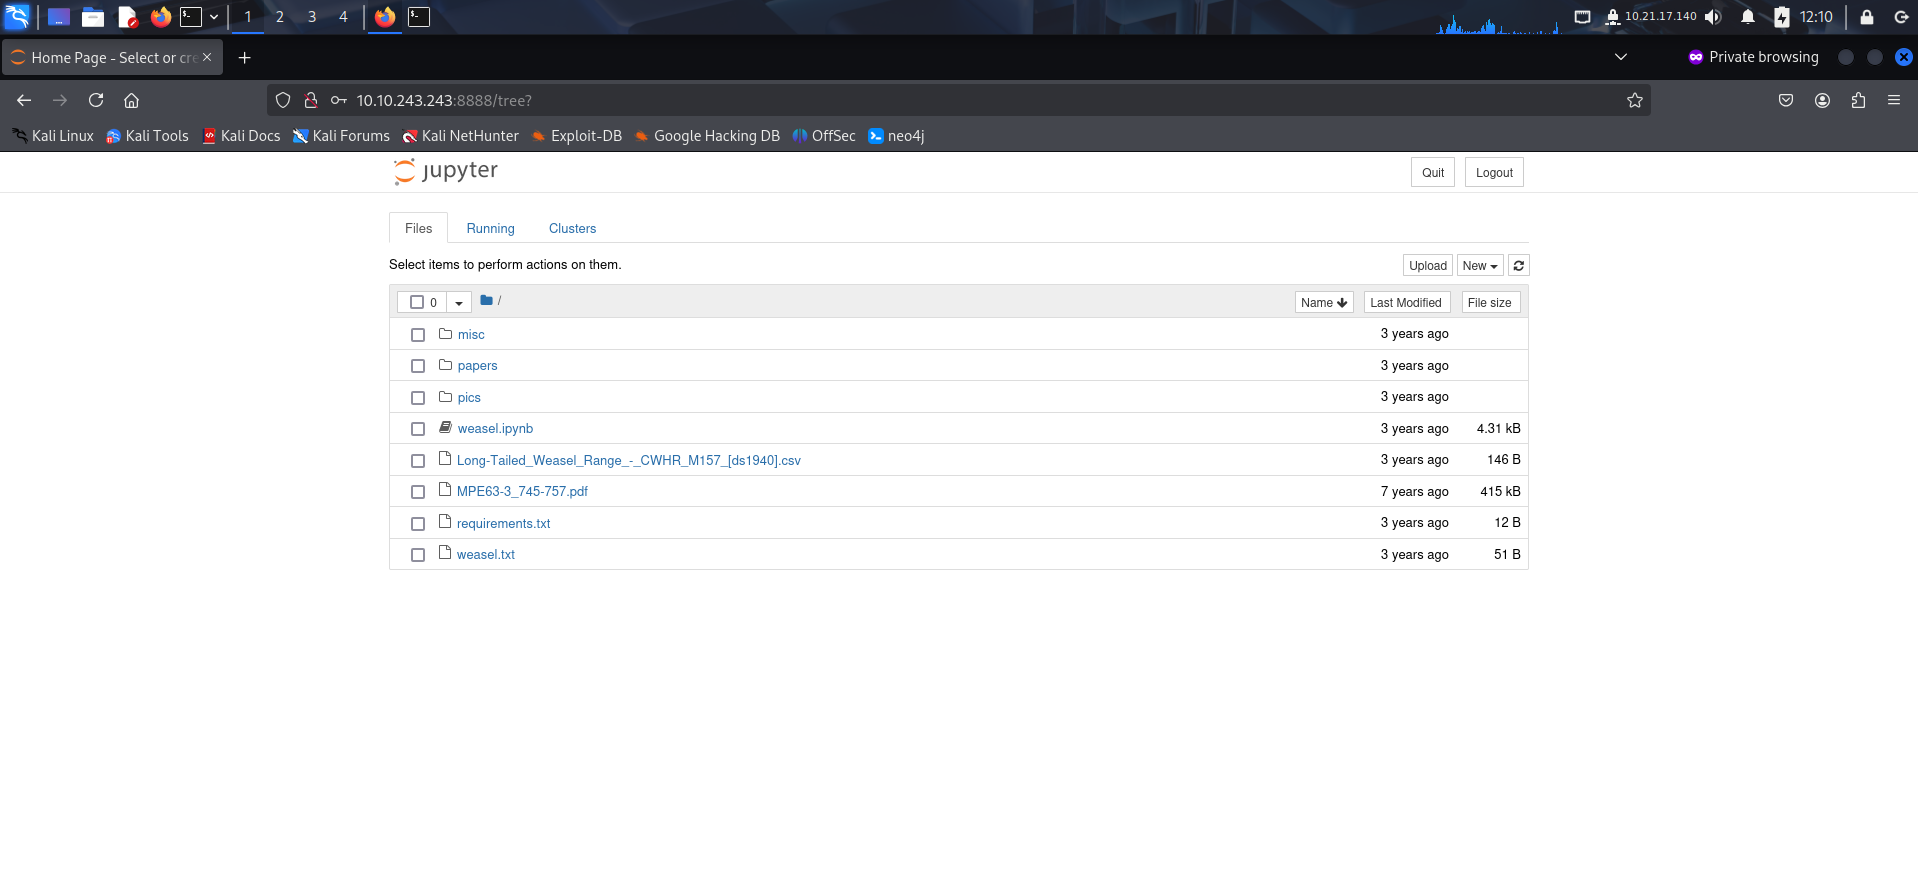 1 2 3 4 10.21.17.140 12:10
Home Page - Select or cre Private browsing
10.10.243.243:8888/tree?
Kali Linux Kali Tools Kali Docs Kali Forums Kali NetHunter Exploit-DB Google Hacking DB OffSec neo4j
jupyter Quit Logout
Files Running Clusters
Select items to perform actions on them. Upload New
0 / Name Last Modified File size
misc 3 years ago
papers 3 years ago
pics 3 years ago
weasel.ipynb 3 years ago 4.31 kB
Long-Tailed_Weasel_Range_-_CWHR_M157_[ds1940].csv 3 years ago 146 B
MPE63-3_745-757.pdf 7 years ago 415 kB
requirements.txt 3 years ago 12 B
weasel.txt 3 years ago 51 B